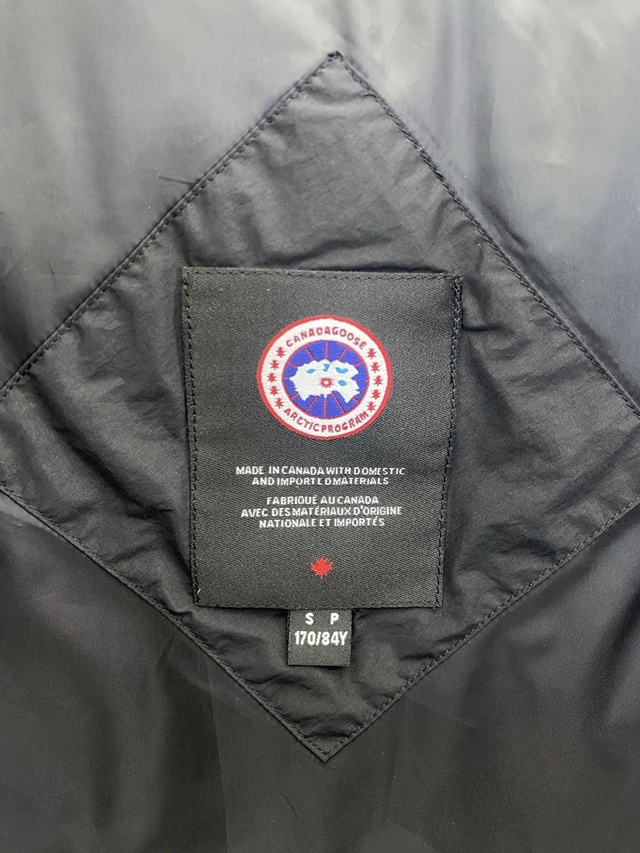 CANADA GOOSE
ARCTIC PROGRAM
MADE IN CANADA WITH DOMESTIC
AND IMPORTED MATERIALS
FABRIQUÉ AU CANADA
AVEC DES MATÉRIAUX D'ORIGINE
NATIONALE ET IMPORTÉS
S P
170/84Y